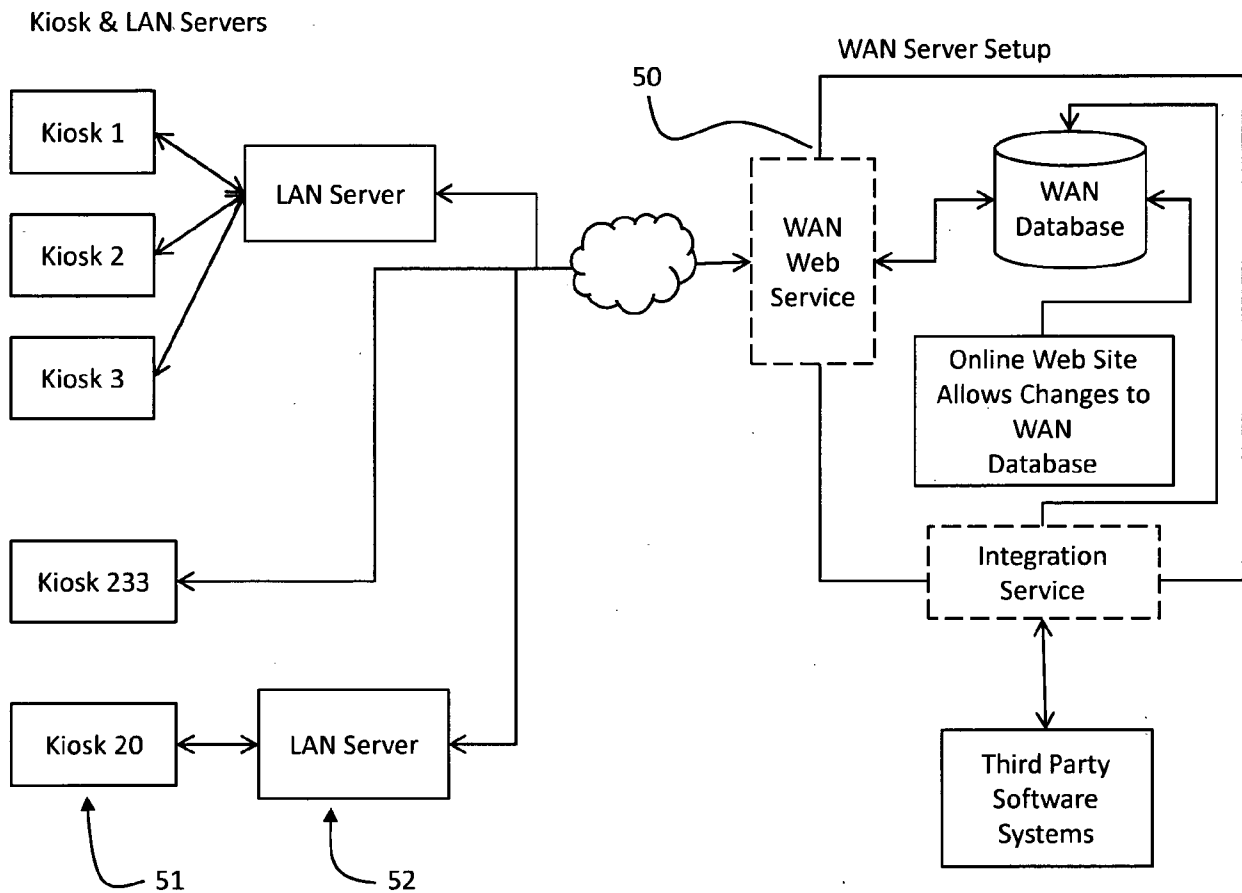 Kiosk & LAN Servers
WAN Server Setup
50
Kiosk 1
Kiosk 2
Kiosk 3
LAN Server
WAN
Web
Service
WAN
Database
Online Web Site
Allows Changes to
WAN
Database
Kiosk 233
Integration
Service
Kiosk 20
LAN Server
Third Party
Software
Systems
51
52